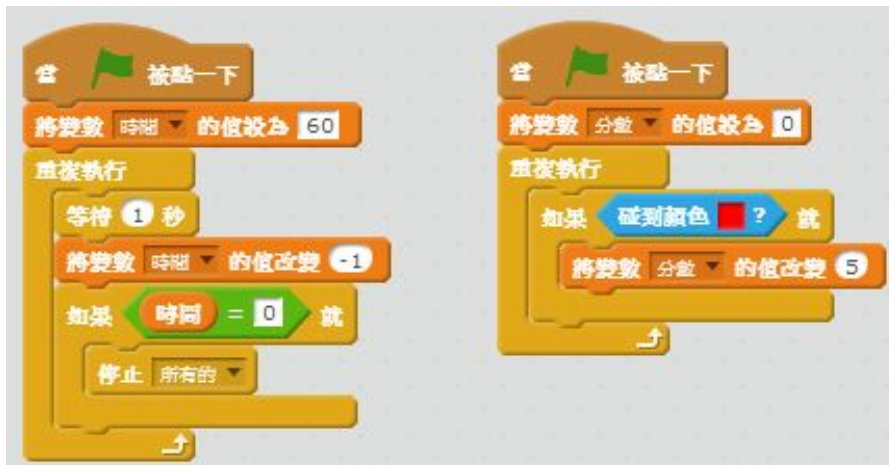 當 被點一下
將變數 時間 的值設為 60
重複執行
等待 1 秒
將變數 時間 的值改變 -1
如果 時間 = 0 就
停止 所有的
當 被點一下
將變數 分數 的值設為 0
重複執行
如果 碰到顏色 ? 就
將變數 分數 的值改變 5